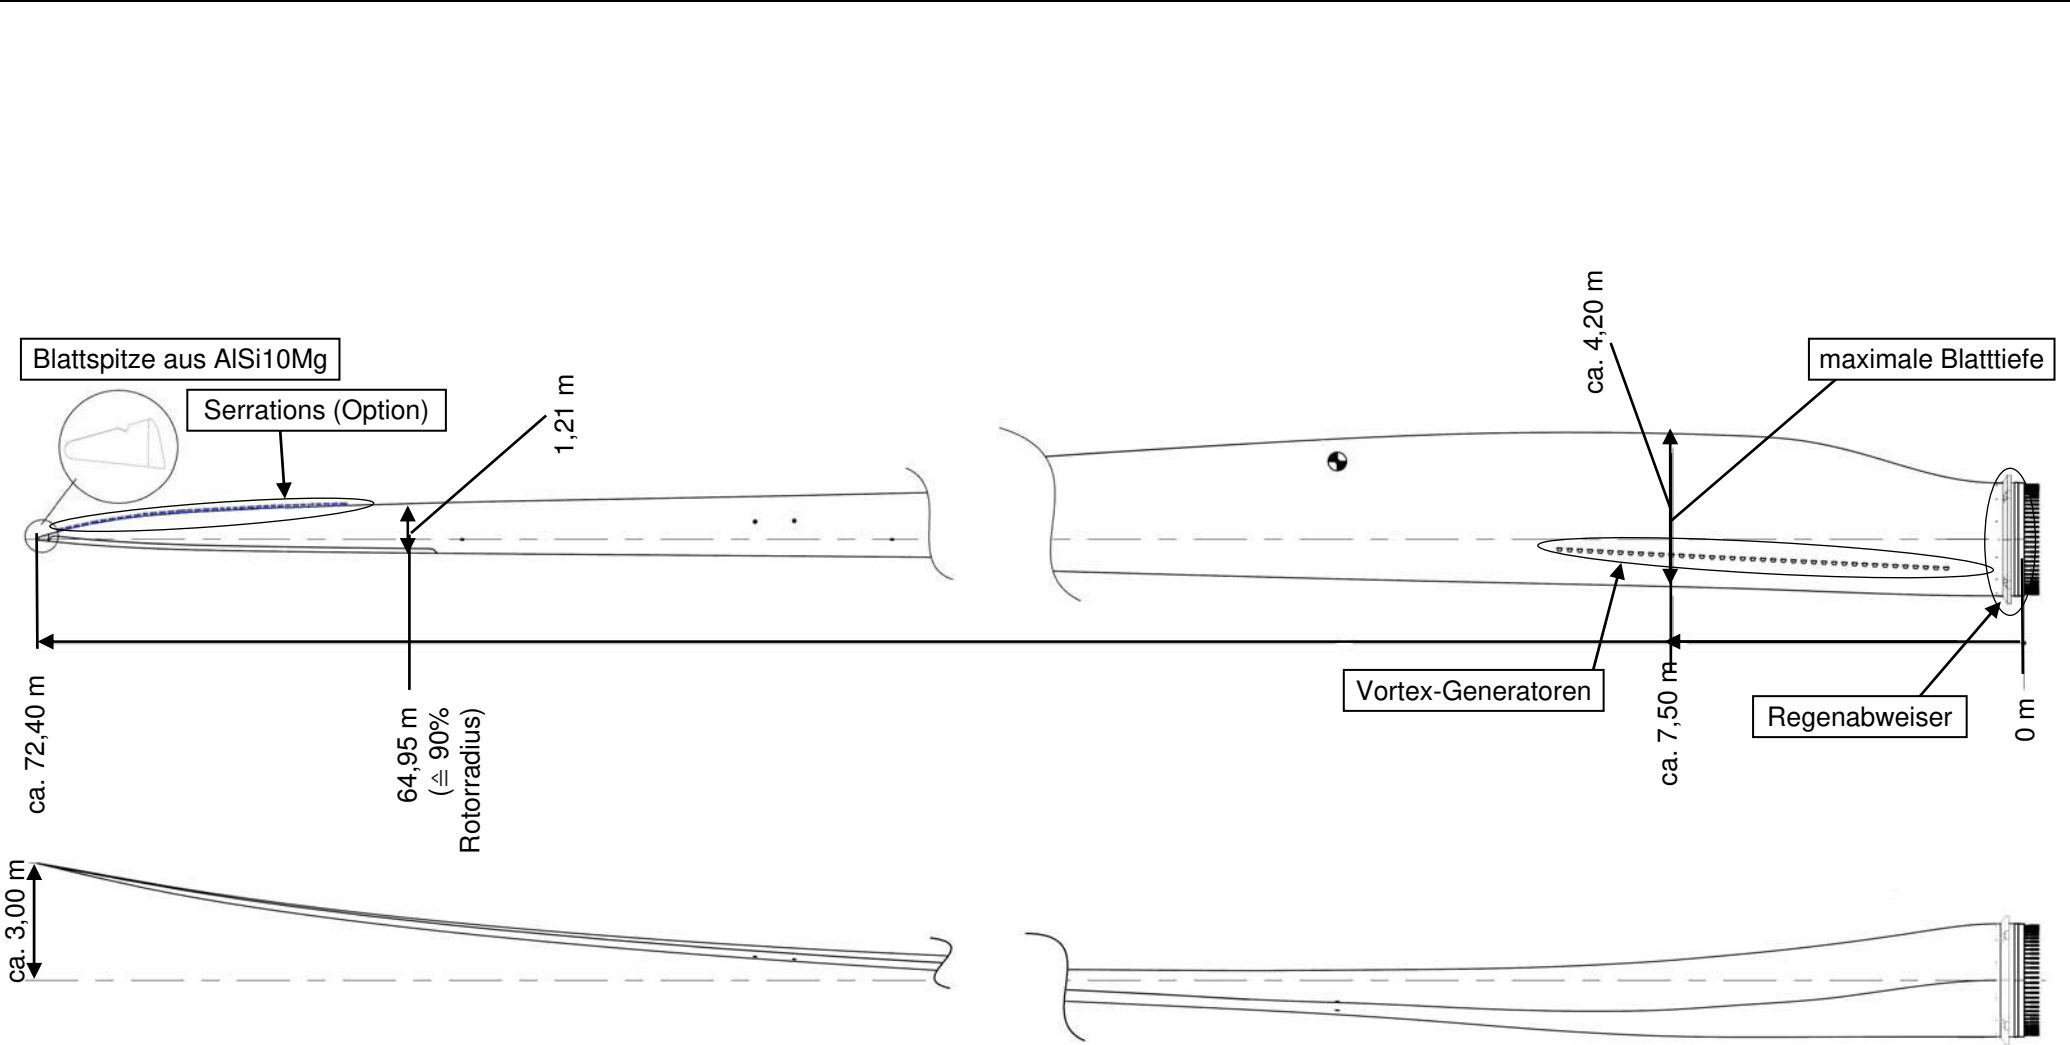 ca. 4,20 m
Blattspitze aus AlSi10Mg
maximale Blatttiefe
Serrations (Option)
1,21 m
Vortex-Generatoren
Regenabweiser
ca. 72,40 m
64,95 m
(≙ 90%
Rotorradius)
ca. 7,50 m
0 m
ca. 3,00 m